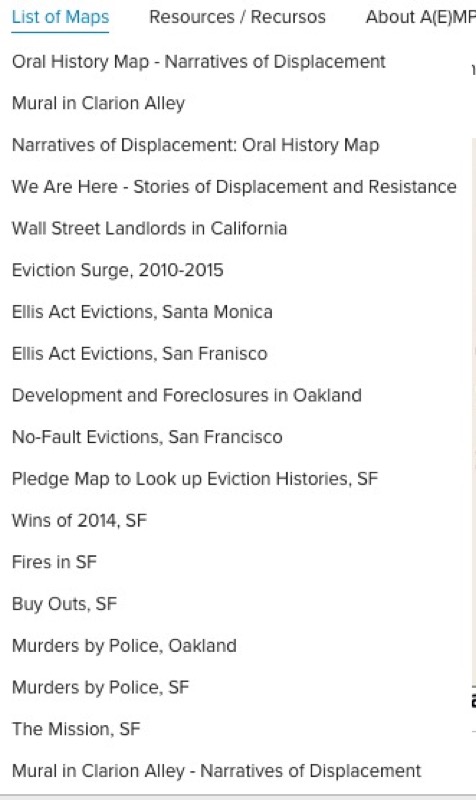 List of Maps Resources / Recursos About A(E)MP
Oral History Map - Narratives of Displacement
Mural in Clarion Alley
Narratives of Displacement: Oral History Map
We Are Here - Stories of Displacement and Resistance
Wall Street Landlords in California
Eviction Surge, 2010-2015
Ellis Act Evictions, Santa Monica
Ellis Act Evictions, San Franisco
Development and Foreclosures in Oakland
No-Fault Evictions, San Francisco
Pledge Map to Look up Eviction Histories, SF
Wins of 2014, SF
Fires in SF
Buy Outs, SF
Murders by Police, Oakland
Murders by Police, SF
The Mission, SF
Mural in Clarion Alley - Narratives of Displacement